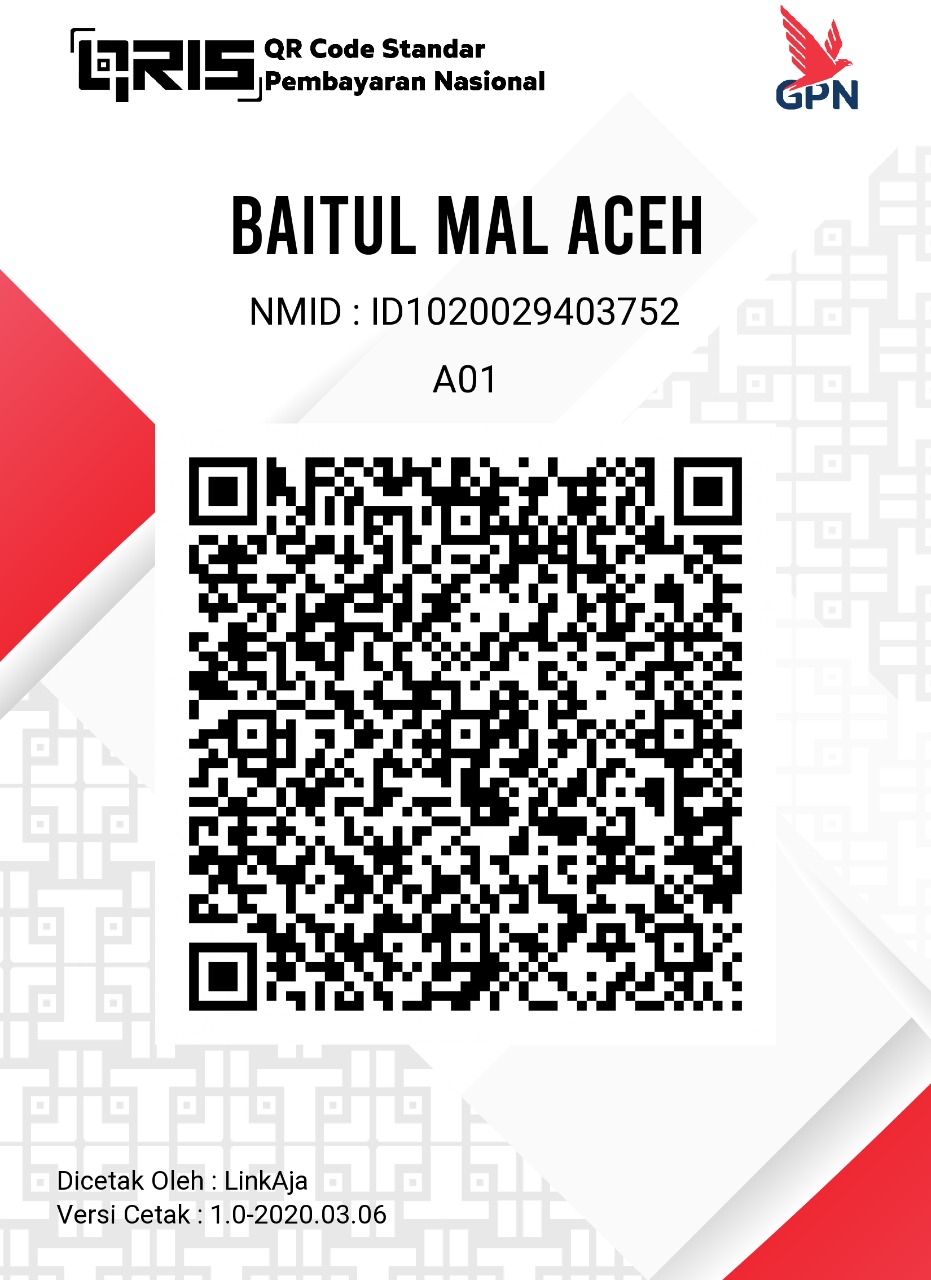 QRIS QR Code Standar
Pembayaran Nasional
GPN
BAITUL MAL ACEH
NMID : ID1020029403752
A01
Dicetak Oleh : LinkAja
Versi Cetak : 1.0-2020.03.06